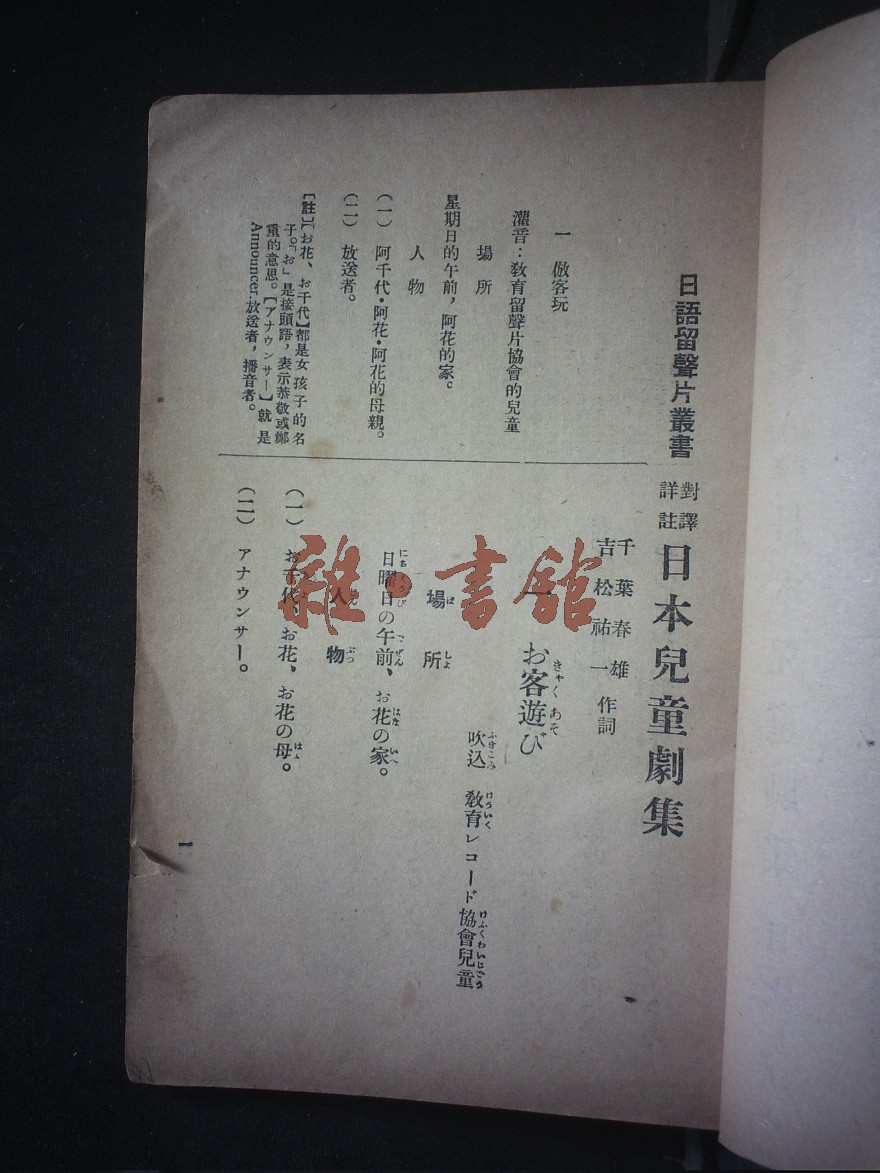 日語留聲片叢書
對譯
詳註
日本兒童劇集
千葉春雄
吉松祐一
作詞
一 倣客玩
灌音：教育留聲片協會的兒童
場所
星期日的午前，阿花的家。
人物
（一） 阿千代・阿花・阿花的母親。
（二） 放送者。
［註］［お花、お千代］都是女孩子的名
子。「お」是接頭語，表示恭敬或鄭
重的意思。［アナウンサー］就是
Announcer，放送者，播音者。
一 お客遊び
吹込 教育レコード協會兒童
場所
日曜日の午前、お花の家。
人物
（一） お千代、お花、お花の母。
（二） アナウンサー。
一
雜・書館